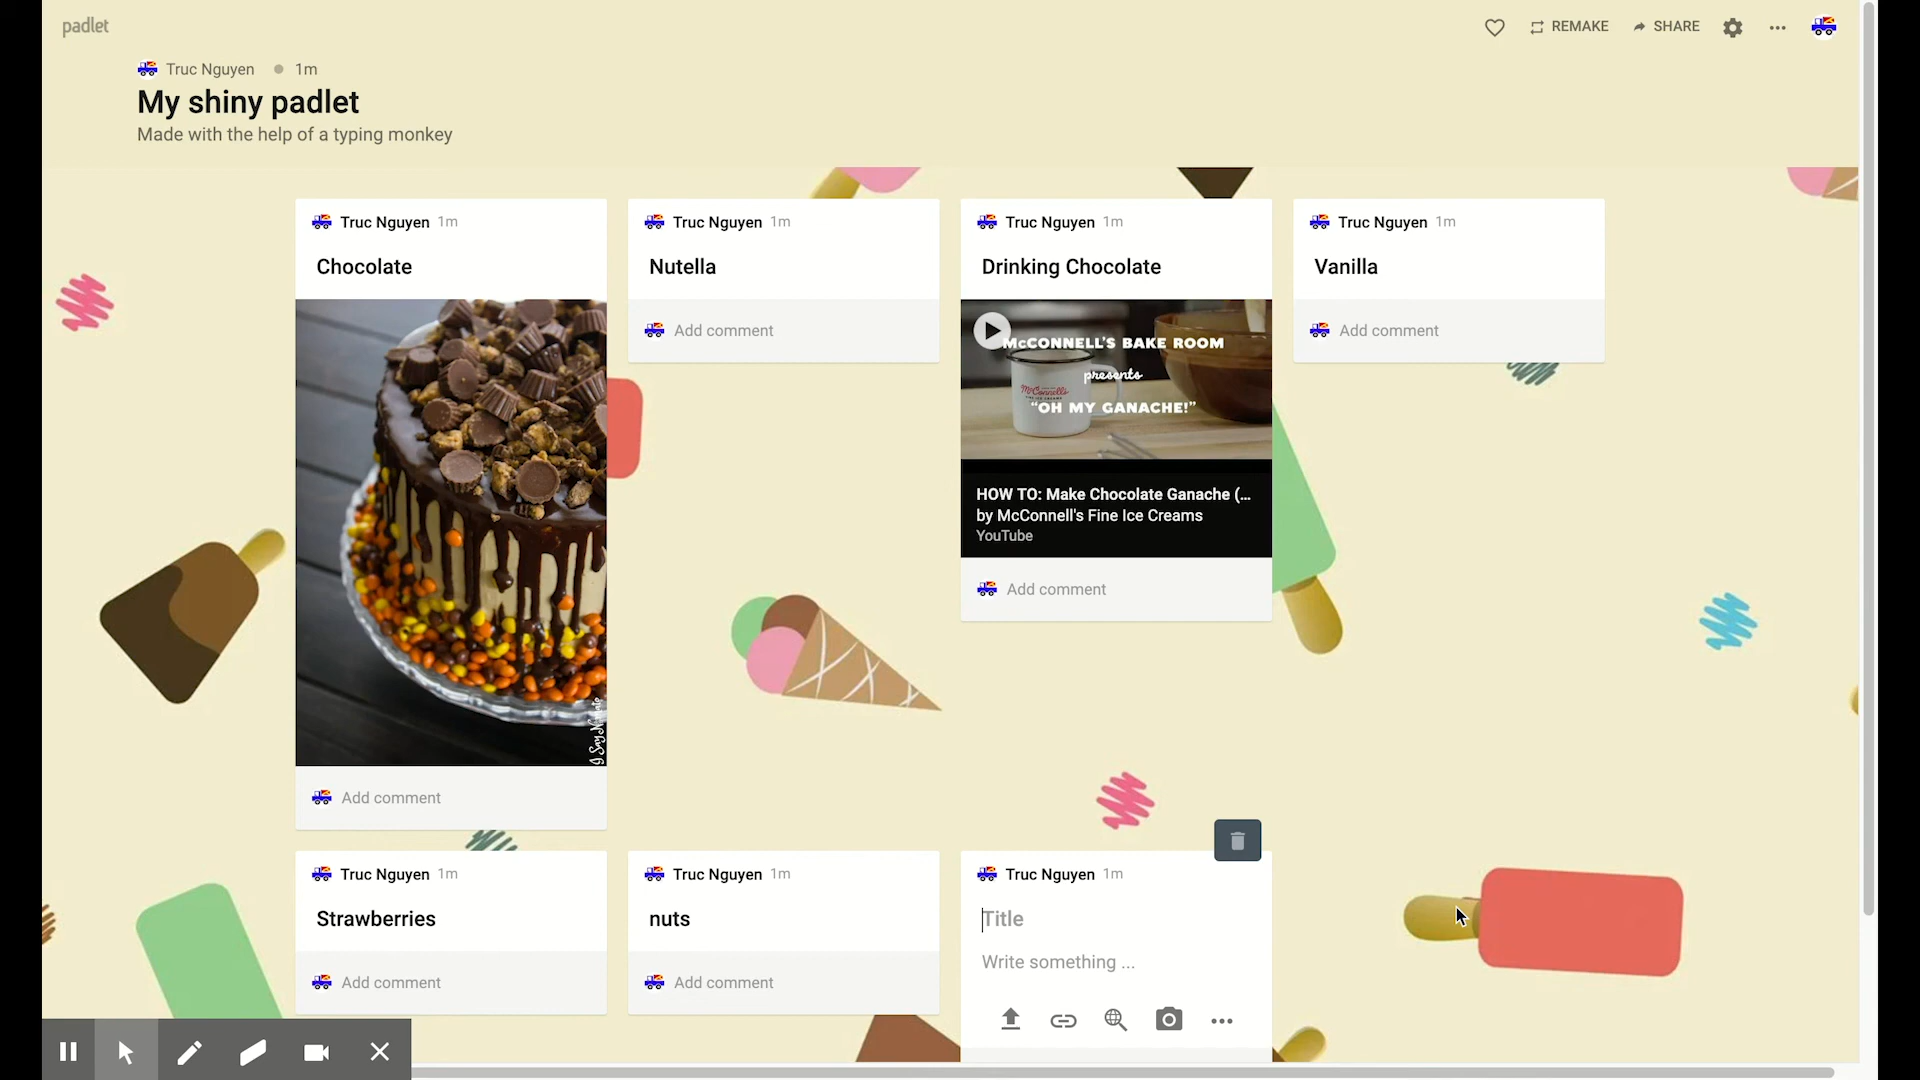 padlet
REMAKE
SHARE
Truc Nguyen 1m
My shiny padlet
Made with the help of a typing monkey
Truc Nguyen 1m
Chocolate
I Say Nomato
Add comment
Truc Nguyen 1m
Nutella
Add comment
Truc Nguyen 1m
Drinking Chocolate
McCONNELL'S BAKE ROOM
presents
McConnell's
"OH MY GANACHE!"
HOW TO: Make Chocolate Ganache (...
by McConnell's Fine Ice Creams
YouTube
Add comment
Truc Nguyen 1m
Vanilla
Add comment
Truc Nguyen 1m
Strawberries
Add comment
Truc Nguyen 1m
nuts
Add comment
Truc Nguyen 1m
Title
Write something ...